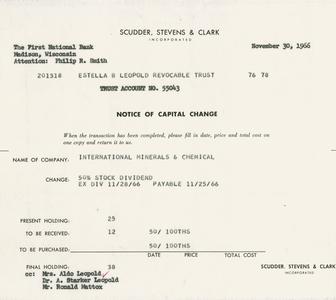 SCUDDER, STEVENS & CLARK
INCORPORATED
The First National Bank
Madison, Wisconsin
Attention: Philip R. Smith
November 30, 1966
201318 ESTELLA B LEOPOLD REVOCABLE TRUST 76 78
TRUST ACCOUNT NO. 55043
NOTICE OF CAPITAL CHANGE
When the transaction has been completed, please fill in date, price and total cost on
one copy and return it to us.
NAME OF COMPANY: INTERNATIONAL MINERALS & CHEMICAL
CHANGE: 50% STOCK DIVIDEND
EX DIV 11/28/66 PAYABLE 11/25/66
PRESENT HOLDING: 25
TO BE RECEIVED: 12 50/ 100THS
TO BE PURCHASED: 50/ 100THS
DATE PRICE TOTAL COST
FINAL HOLDING: 38
SCUDDER, STEVENS & CLARK
INCORPORATED
cc: Mrs. Aldo Leopold
Dr. A. Starker Leopold
Mr. Ronald Mattox